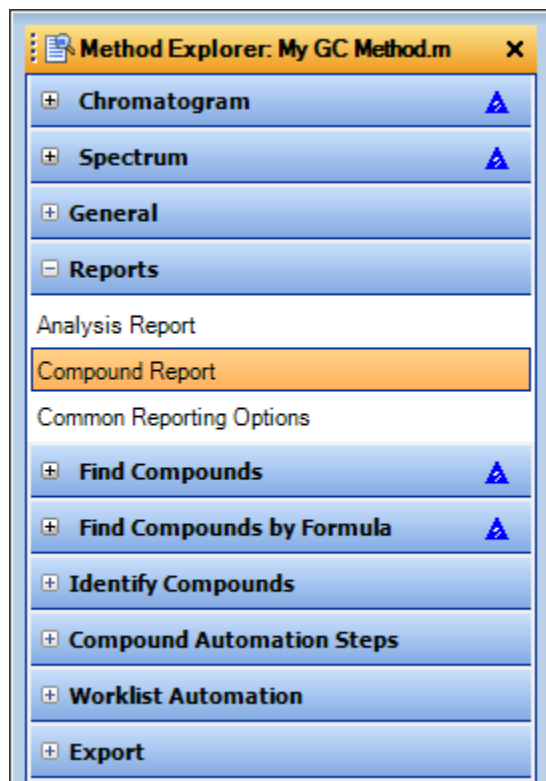 Method Explorer: My GC Method.m
Chromatogram
Spectrum
General
Reports
Analysis Report
Compound Report
Common Reporting Options
Find Compounds
Find Compounds by Formula
Identify Compounds
Compound Automation Steps
Worklist Automation
Export